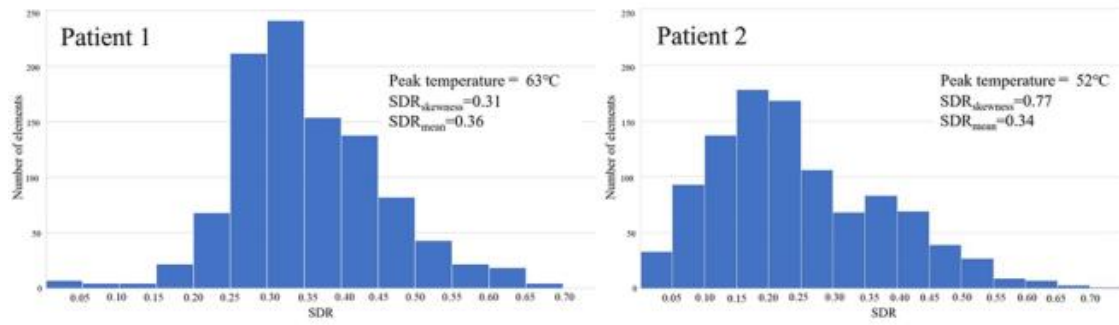 Patient 1
Peak temperature = 63°C
SDRskewness=0.31
SDRmean=0.36
Number of elements
250
200
150
100
50
0
0.05 0.10 0.15 0.20 0.25 0.30 0.35 0.40 0.45 0.50 0.55 0.60 0.65 0.70
SDR
Patient 2
Peak temperature = 52°C
SDRskewness=0.77
SDRmean=0.34
Number of elements
250
200
150
100
50
0
0.05 0.10 0.15 0.20 0.25 0.30 0.35 0.40 0.45 0.50 0.55 0.60 0.65 0.70
SDR